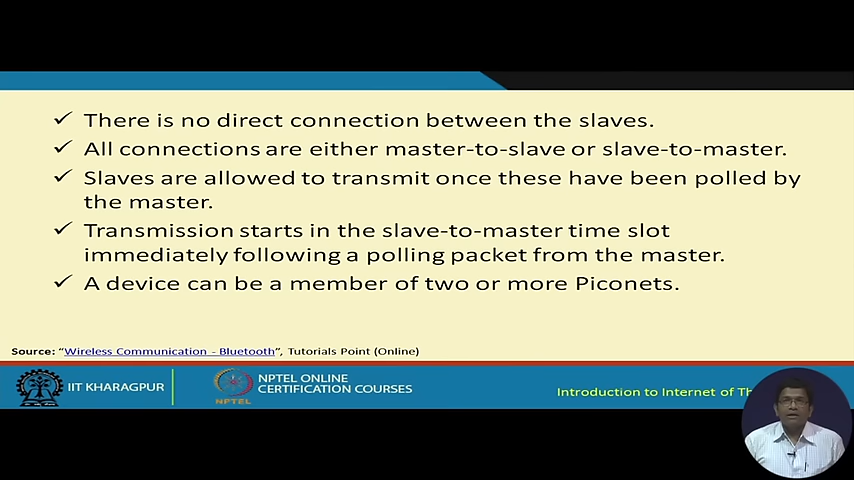 ✓ There is no direct connection between the slaves.
✓ All connections are either master-to-slave or slave-to-master.
✓ Slaves are allowed to transmit once these have been polled by
the master.
✓ Transmission starts in the slave-to-master time slot
immediately following a polling packet from the master.
✓ A device can be a member of two or more Piconets.
Source: “Wireless Communication - Bluetooth”, Tutorials Point (Online)
IIT KHARAGPUR
NPTEL
NPTEL ONLINE
CERTIFICATION COURSES
Introduction to Internet of